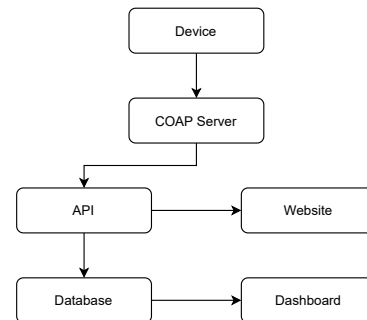 Device
COAP Server
API
Website
Database
Dashboard